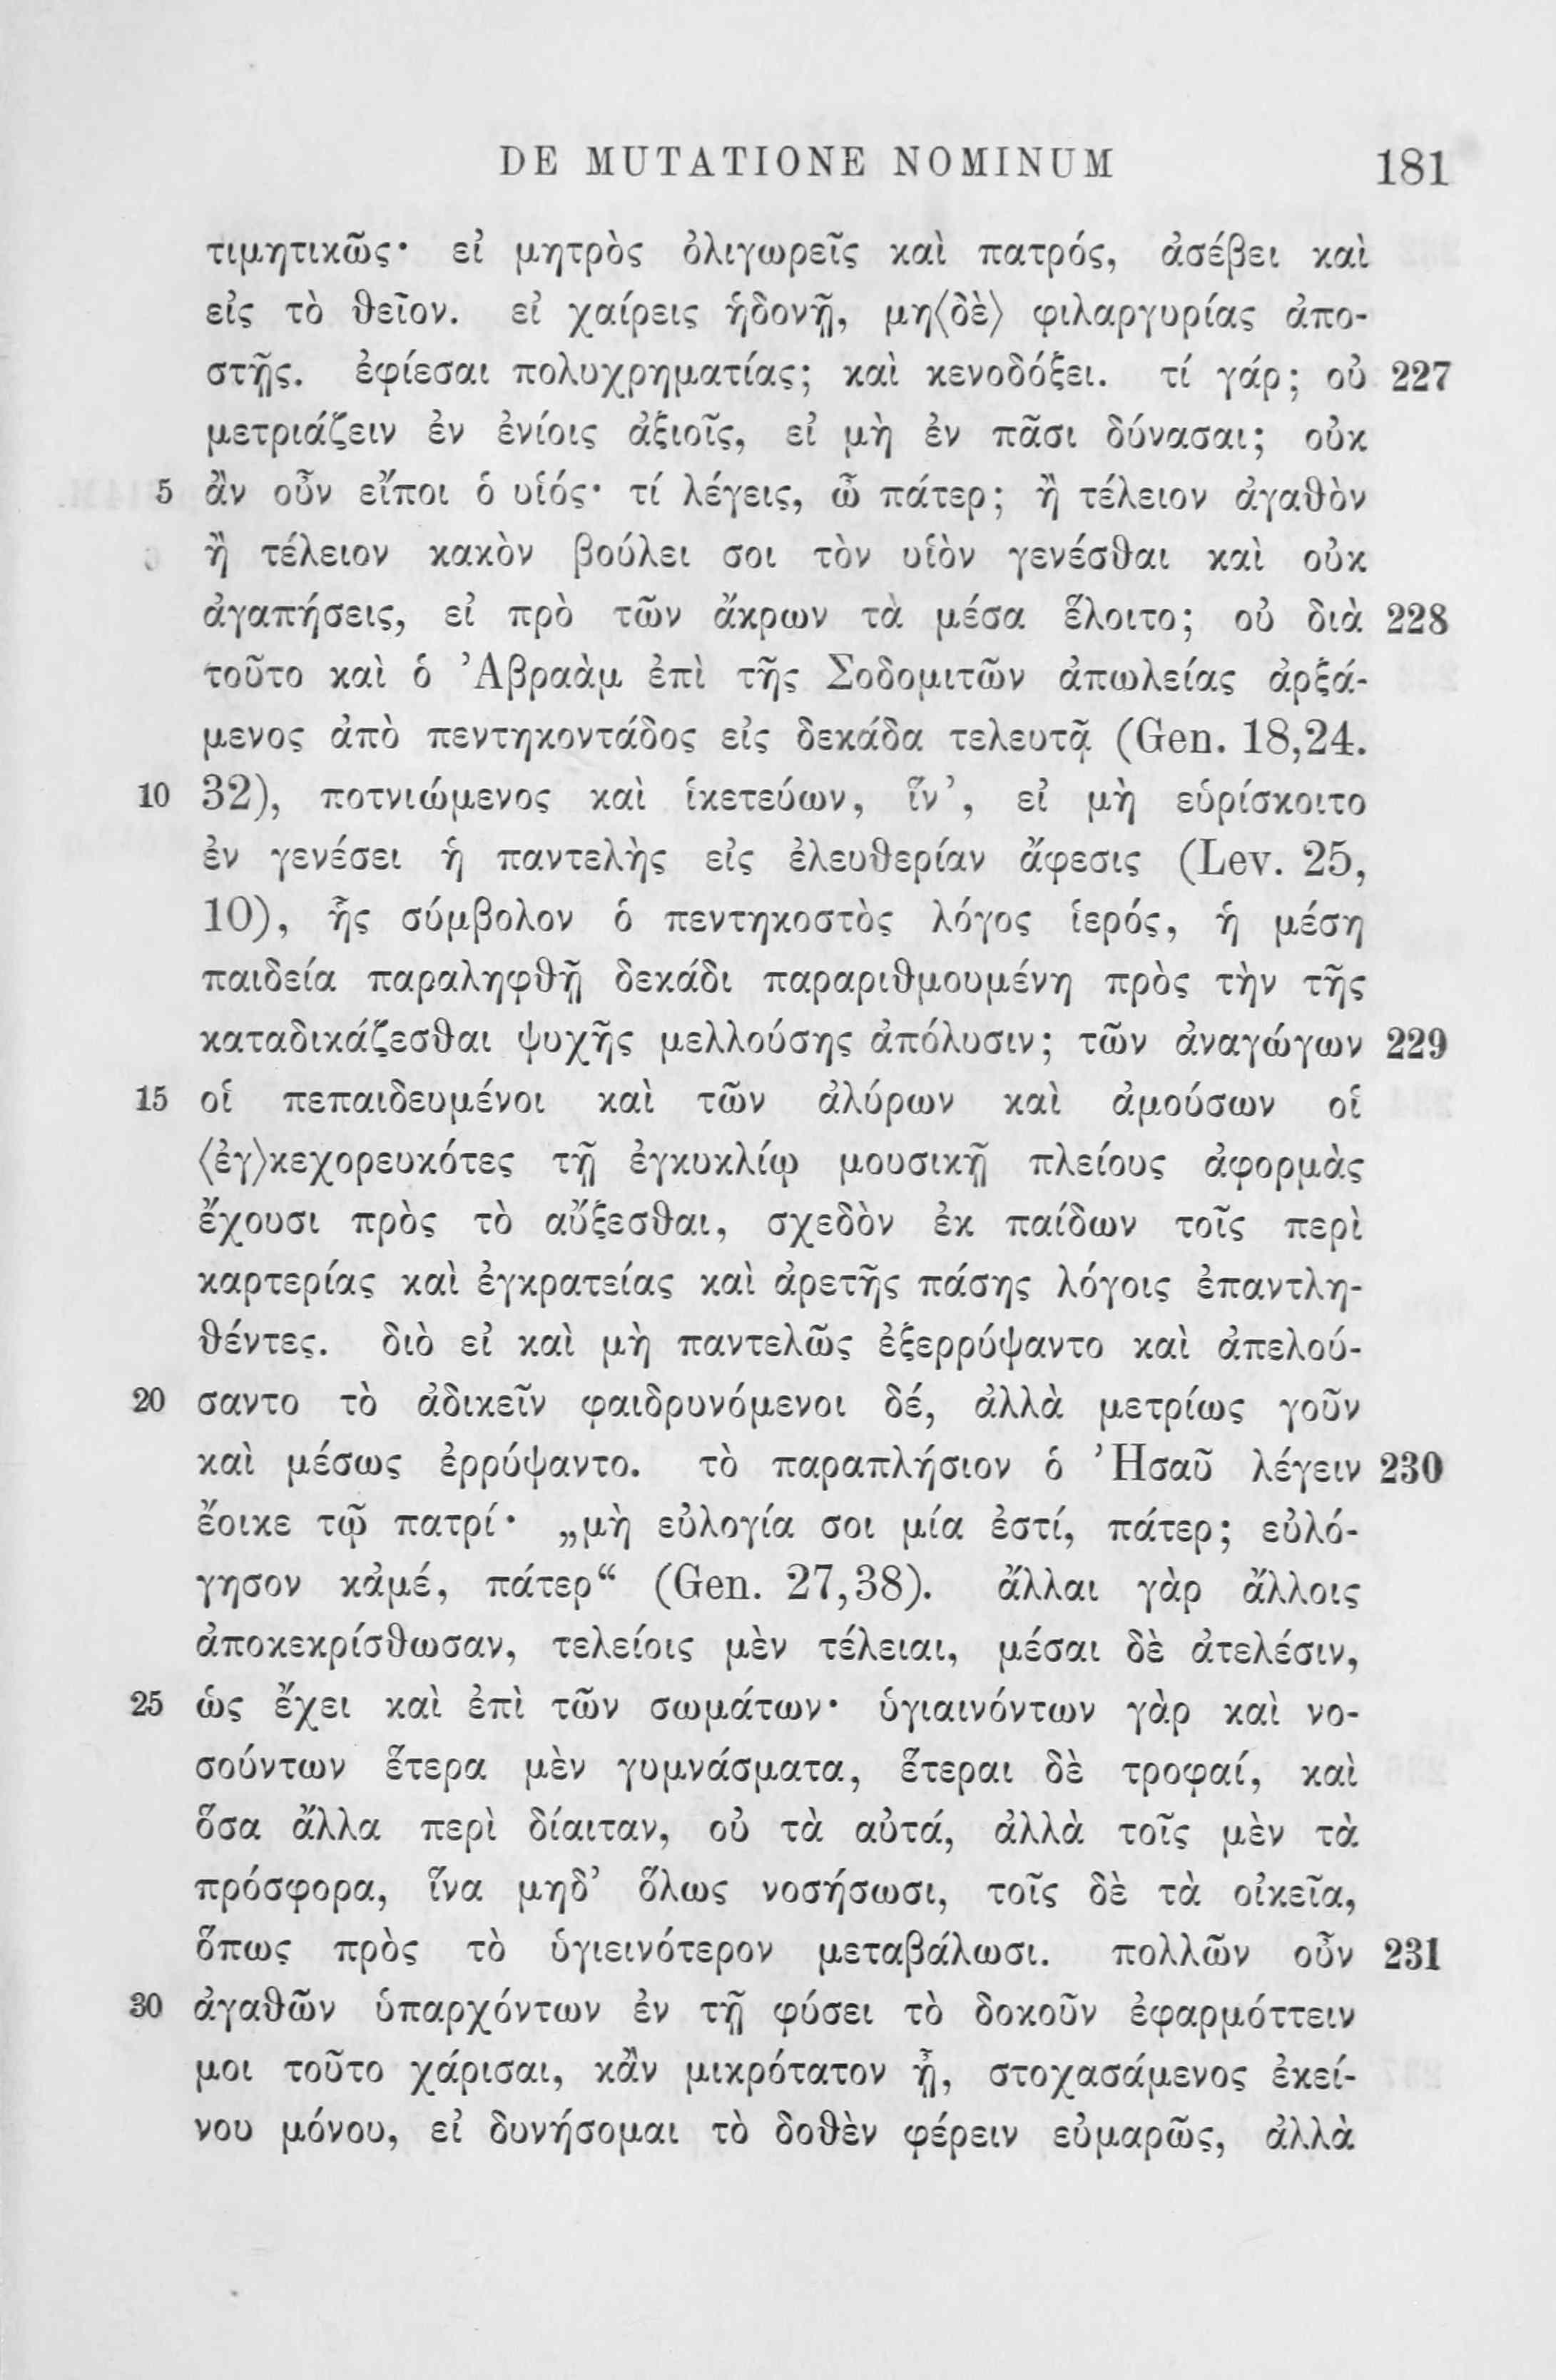 DE MUTATIONE NOMINUM 181
τιμητικῶς· εἰ μητρὸς ὀλιγωρεῖς καὶ πατρός, ἀσέβει καὶ
εἰς τὸ θεῖον. εἰ χαίρεις ἡδονῇ, μη⟨δὲ⟩ φιλαργυρίας ἀπο-
στῇς. ἐφίεσαι πολυχρηματίας; καὶ κενοδόξει. τί γάρ; οὐ 227
μετριάζειν ἐν ἐνίοις ἀξιοῖς, εἰ μὴ ἐν πᾶσι δύνασαι; οὐκ
5 ἂν οὖν εἴποι ὁ υἱός· τί λέγεις, ὦ πάτερ; ἢ τέλειον ἀγαθὸν
ἢ τέλειον κακὸν βούλει σοι τὸν υἱὸν γενέσθαι καὶ οὐκ
ἀγαπήσεις, εἰ πρὸ τῶν ἄκρων τὰ μέσα ἕλοιτο; οὐ διὰ 228
τοῦτο καὶ ὁ Ἀβραὰμ ἐπὶ τῆς Σοδομιτῶν ἀπωλείας ἀρξά-
μενος ἀπὸ πεντηκοντάδος εἰς δεκάδα τελευτᾷ (Gen. 18,24.
10 32), ποτνιώμενος καὶ ἱκετεύων, ἵν’, εἰ μὴ εὑρίσκοιτο
ἐν γενέσει ἡ παντελὴς εἰς ἐλευθερίαν ἄφεσις (Lev. 25,
10), ἧς σύμβολον ὁ πεντηκοστὸς λόγος ἱερός, ἡ μέση
παιδεία παραληφθῇ δεκάδι παραριθμουμένη πρὸς τὴν τῆς
καταδικάζεσθαι ψυχῆς μελλούσης ἀπόλυσιν; τῶν ἀναγώγων 229
15 οἱ πεπαιδευμένοι καὶ τῶν ἀλύρων καὶ ἀμούσων οἱ
⟨ἐγ⟩κεχορευκότες τῇ ἐγκυκλίῳ μουσικῇ πλείους ἀφορμὰς
ἔχουσι πρὸς τὸ αὔξεσθαι, σχεδὸν ἐκ παίδων τοῖς περὶ
καρτερίας καὶ ἐγκρατείας καὶ ἀρετῆς πάσης λόγοις ἐπαντλη-
θέντες. διὸ εἰ καὶ μὴ παντελῶς ἐξερρύψαντο καὶ ἀπελού-
20 σαντο τὸ ἀδικεῖν φαιδρυνόμενοι δέ, ἀλλὰ μετρίως γοῦν
καὶ μέσως ἐρρύψαντο. τὸ παραπλήσιον ὁ Ἠσαῦ λέγειν 230
ἔοικε τῷ πατρί· „μὴ εὐλογία σοι μία ἐστί, πάτερ; εὐλό-
γησον κἀμέ, πάτερ“ (Gen. 27,38). ἄλλαι γὰρ ἄλλοις
ἀποκεκρίσθωσαν, τελείοις μὲν τέλειαι, μέσαι δὲ ἀτελέσιν,
25 ὡς ἔχει καὶ ἐπὶ τῶν σωμάτων· ὑγιαινόντων γὰρ καὶ νο-
σούντων ἕτερα μὲν γυμνάσματα, ἕτεραι δὲ τροφαί, καὶ
ὅσα ἄλλα περὶ δίαιταν, οὐ τὰ αὐτά, ἀλλὰ τοῖς μὲν τὰ
πρόσφορα, ἵνα μηδ’ ὅλως νοσήσωσι, τοῖς δὲ τὰ οἰκεῖα,
ὅπως πρὸς τὸ ὑγιεινότερον μεταβάλωσι. πολλῶν οὖν 231
30 ἀγαθῶν ὑπαρχόντων ἐν τῇ φύσει τὸ δοκοῦν ἐφαρμόττειν
μοι τοῦτο χάρισαι, κἂν μικρότατον ᾖ, στοχασάμενος ἐκεί-
νου μόνου, εἰ δυνήσομαι τὸ δοθὲν φέρειν εὐμαρῶς, ἀλλὰ